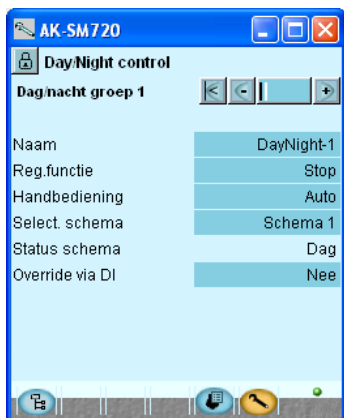 AK-SM720
Day/Night control
Dag/nacht groep 1
Naam DayNight-1
Reg.functie Stop
Handbediening Auto
Select. schema Schema 1
Status schema Dag
Override via DI Nee